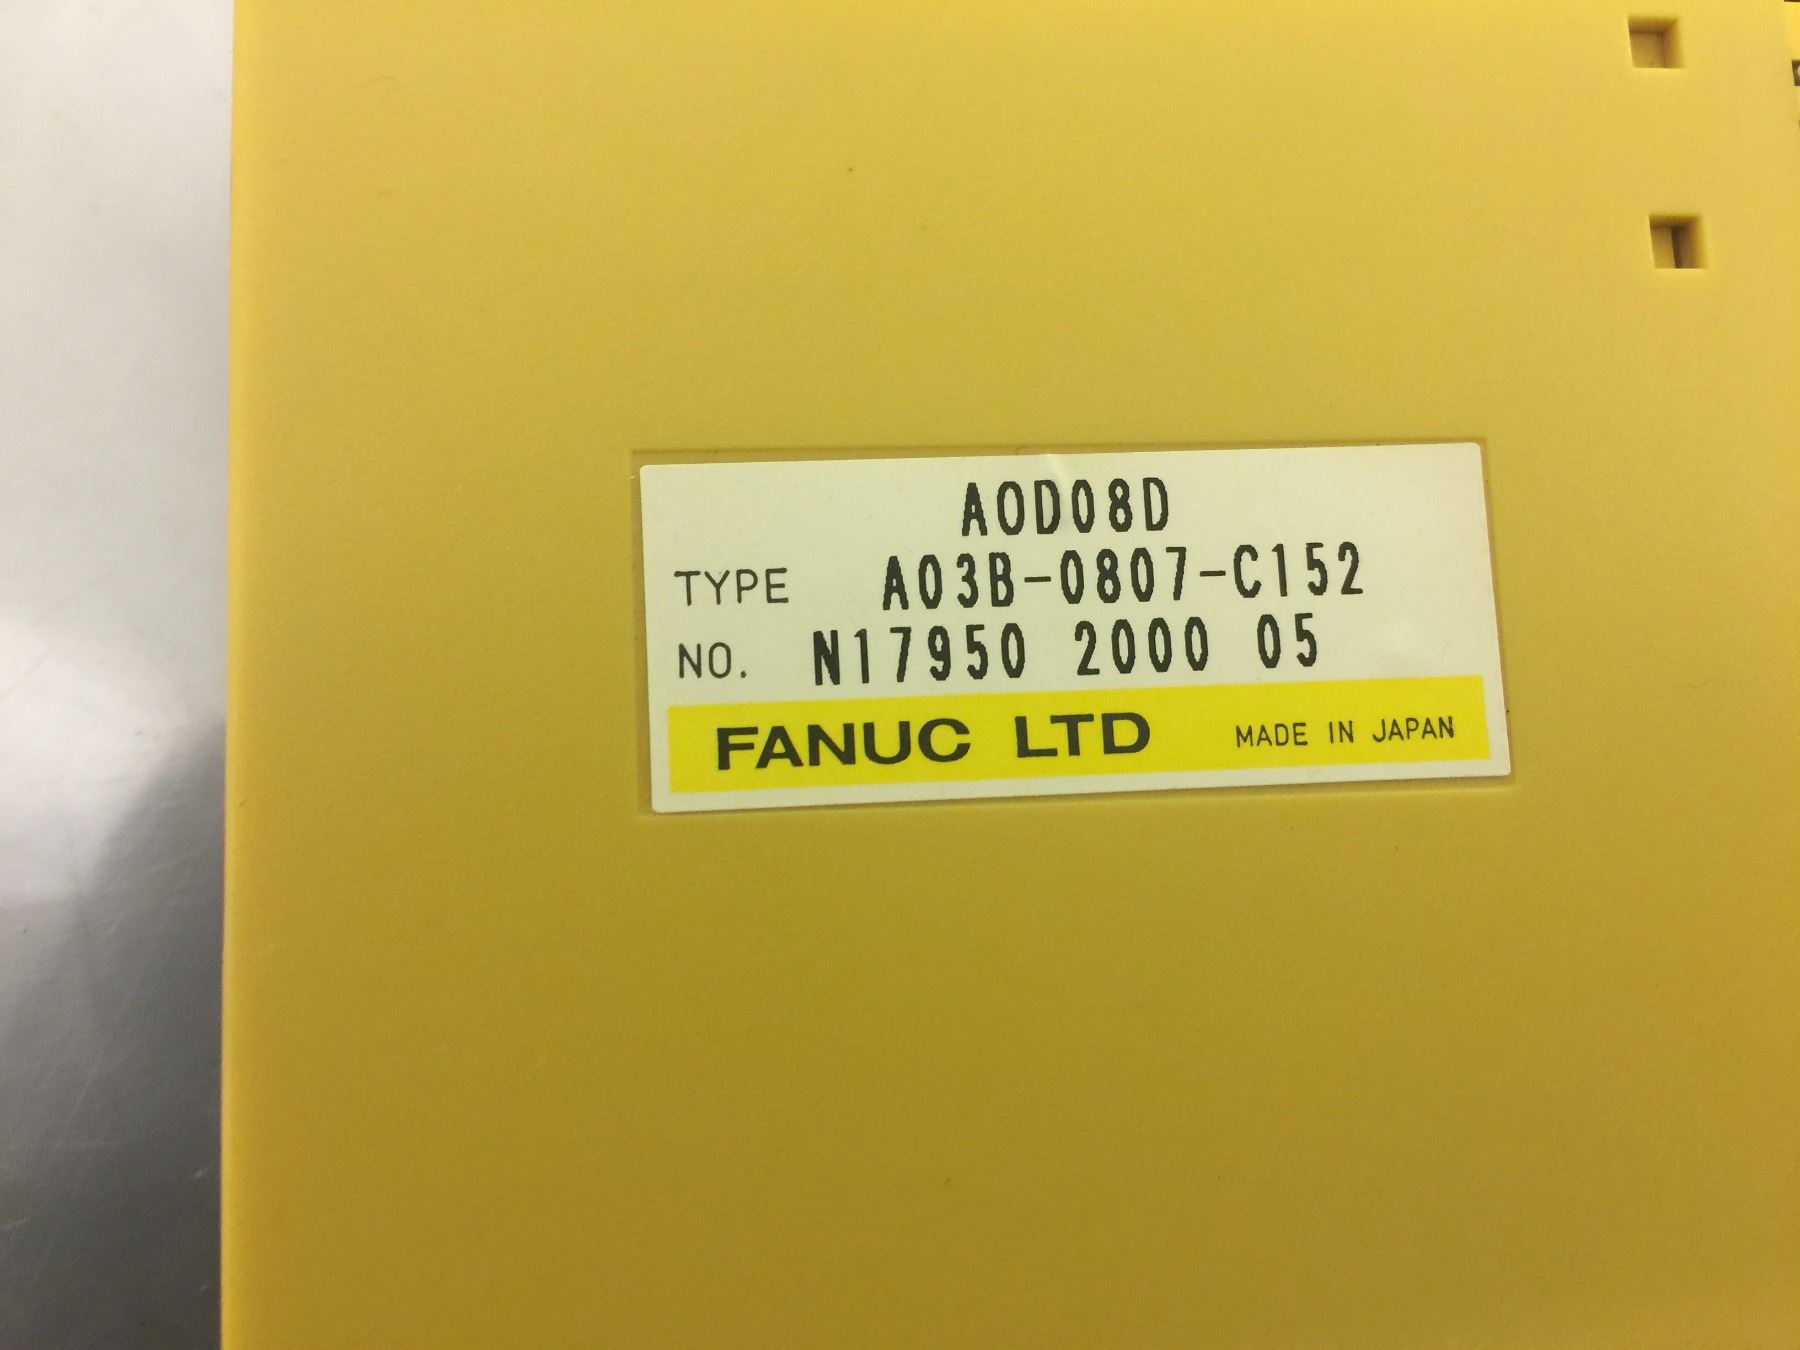 AOD08D
TYPE A03B-0807-C152
NO. N17950 2000 05
FANUC LTD MADE IN JAPAN